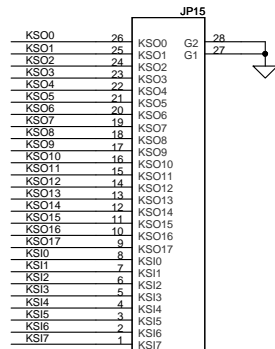 JP15
KSO0 26 KSO0 G2 28
KSO1 25 KSO1 G1 27
KSO2 24 KSO2
KSO3 23 KSO3
KSO4 22 KSO4
KSO5 21 KSO5
KSO6 20 KSO6
KSO7 19 KSO7
KSO8 18 KSO8
KSO9 17 KSO9
KSO10 16 KSO10
KSO11 15 KSO11
KSO12 14 KSO12
KSO13 13 KSO13
KSO14 12 KSO14
KSO15 11 KSO15
KSO16 10 KSO16
KSO17 9 KSO17
KSI0 8 KSI0
KSI1 7 KSI1
KSI2 6 KSI2
KSI3 5 KSI3
KSI4 4 KSI4
KSI5 3 KSI5
KSI6 2 KSI6
KSI7 1 KSI7